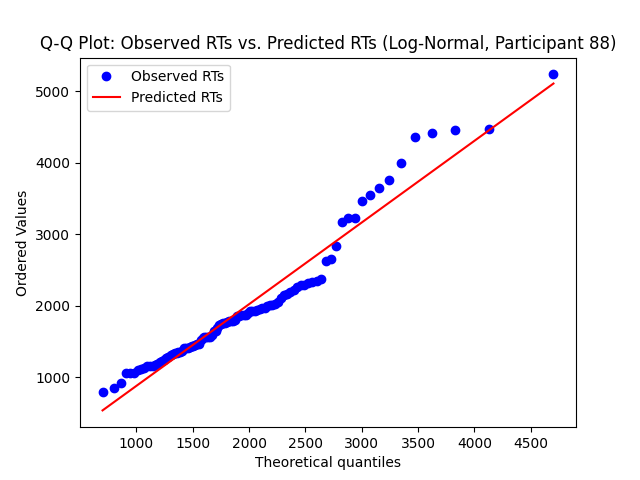 Q-Q Plot: Observed RTs vs. Predicted RTs (Log-Normal, Participant 88)
Observed RTs
Predicted RTs
Ordered Values
5000
4000
3000
2000
1000
1000 1500 2000 2500 3000 3500 4000 4500
Theoretical quantiles